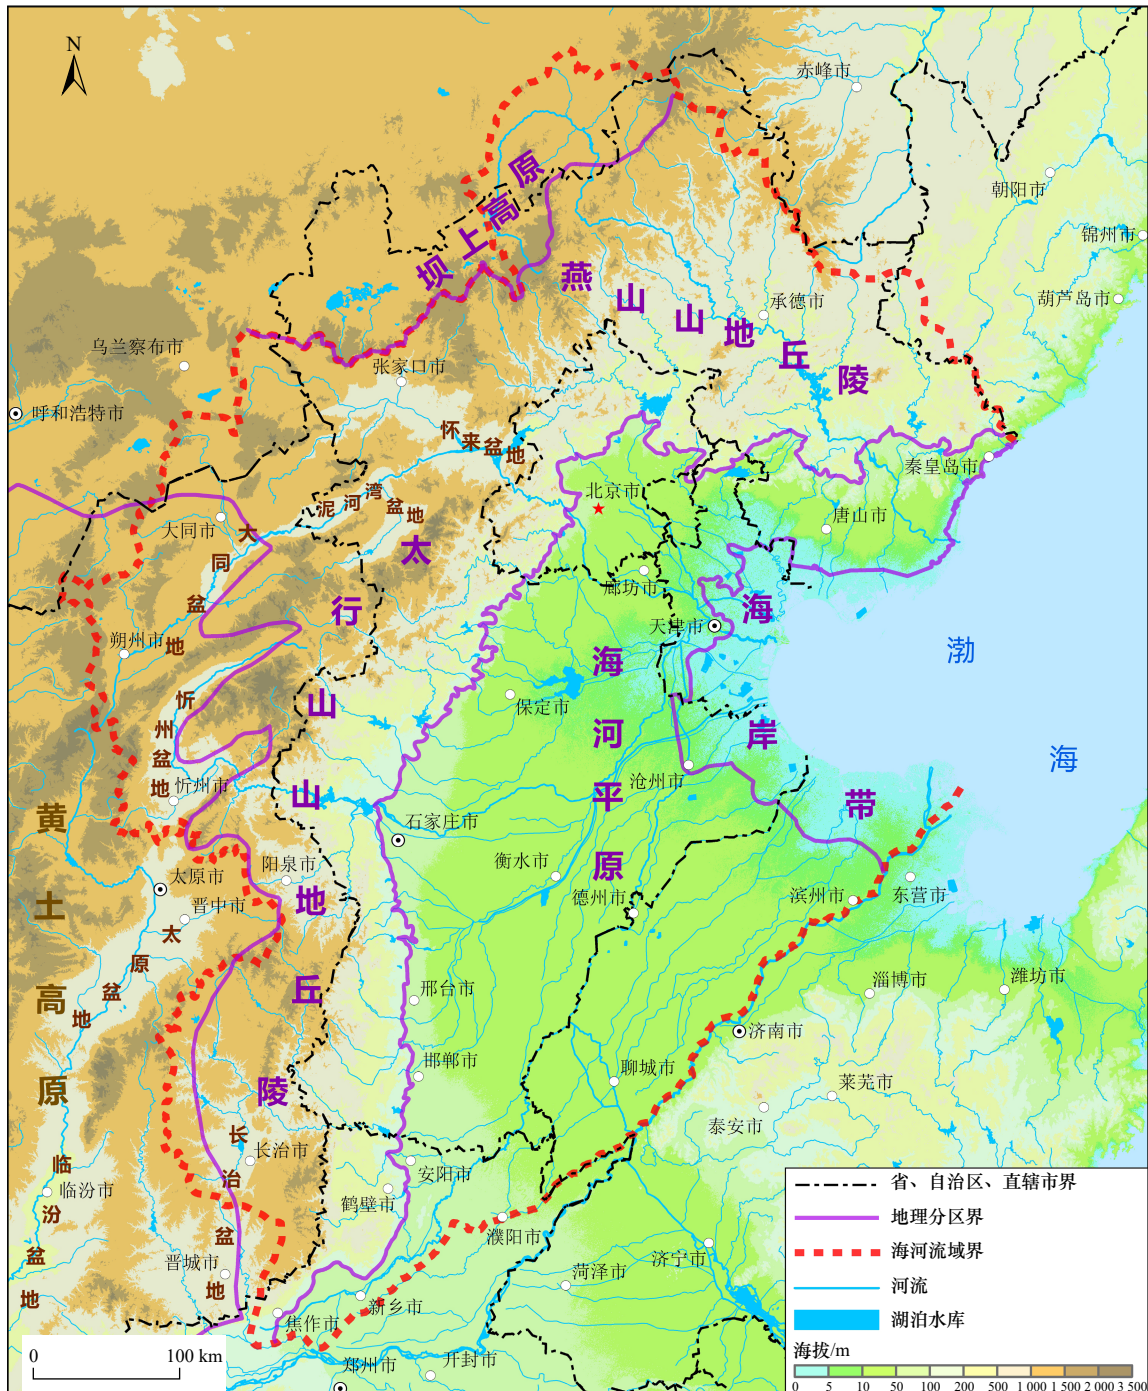 N
赤峰市
朝阳市
锦州市
葫芦岛市
坝上高原
燕山山地丘陵
承德市
乌兰察布市
张家口市
呼和浩特市
怀来盆地
秦皇岛市
北京市
泥河湾盆地
唐山市
大同市
大同盆地
太行山山地丘陵
廊坊市
天津市
海岸带
渤海
朔州市
忻州盆地
保定市
海河平原
沧州市
忻州市
石家庄市
黄土高原
阳泉市
衡水市
太原市
德州市
滨州市
东营市
晋中市
太原盆地
邢台市
淄博市
潍坊市
济南市
邯郸市
聊城市
莱芜市
泰安市
长治盆地
长治市
安阳市
临汾盆地
临汾市
鹤壁市
濮阳市
济宁市
晋城市
菏泽市
新乡市
焦作市
郑州市
开封市
0 100 km
省、自治区、直辖市界
地理分区界
海河流域界
河流
湖泊水库
海拔/m
0 5 10 50 100 200 500 1 000 1 500 2 000 3 500